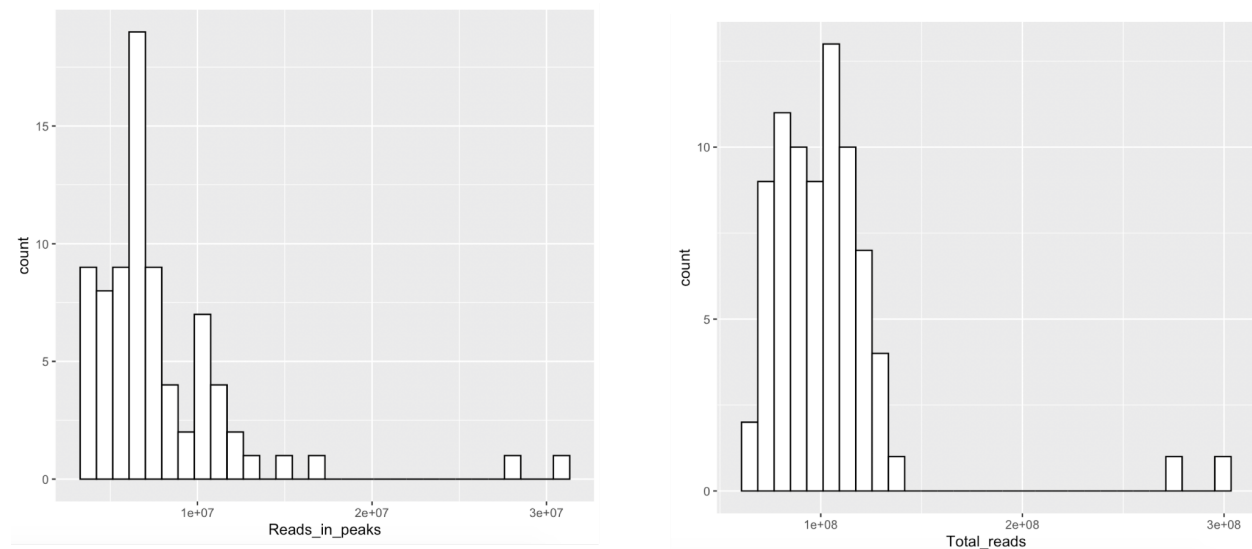 15
10
5
0
count
1e+07
2e+07
3e+07
Reads_in_peaks
10
5
0
count
1e+08
2e+08
3e+08
Total_reads